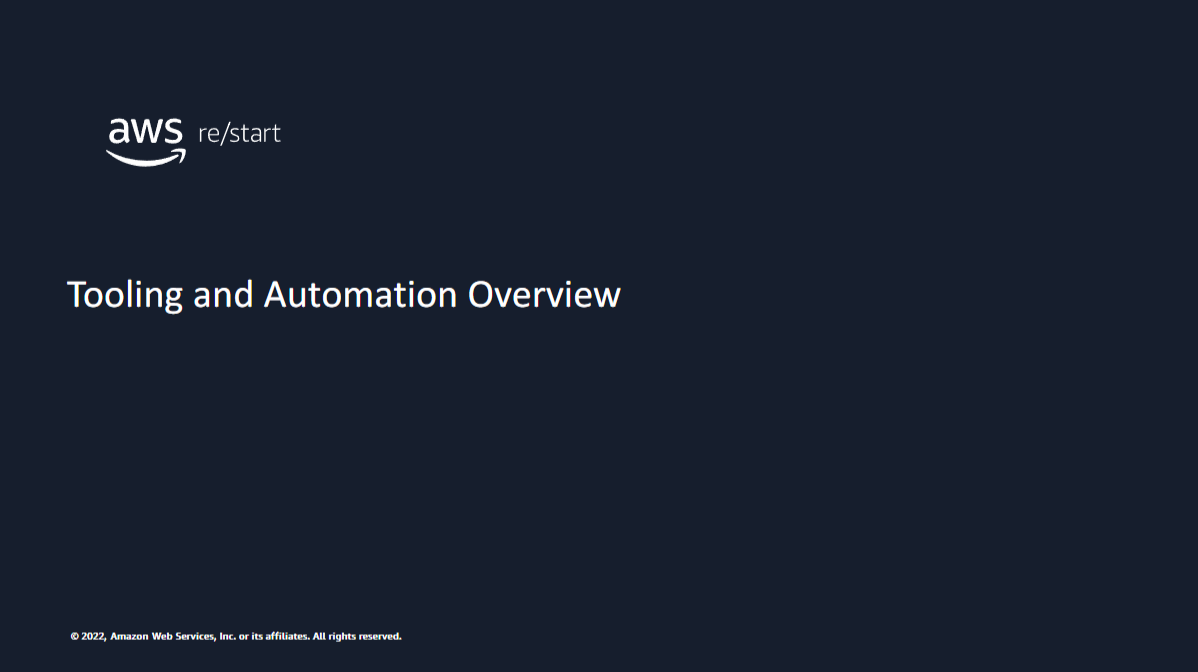 aws re/start
Tooling and Automation Overview
© 2022, Amazon Web Services, Inc. or its affiliates. All rights reserved.